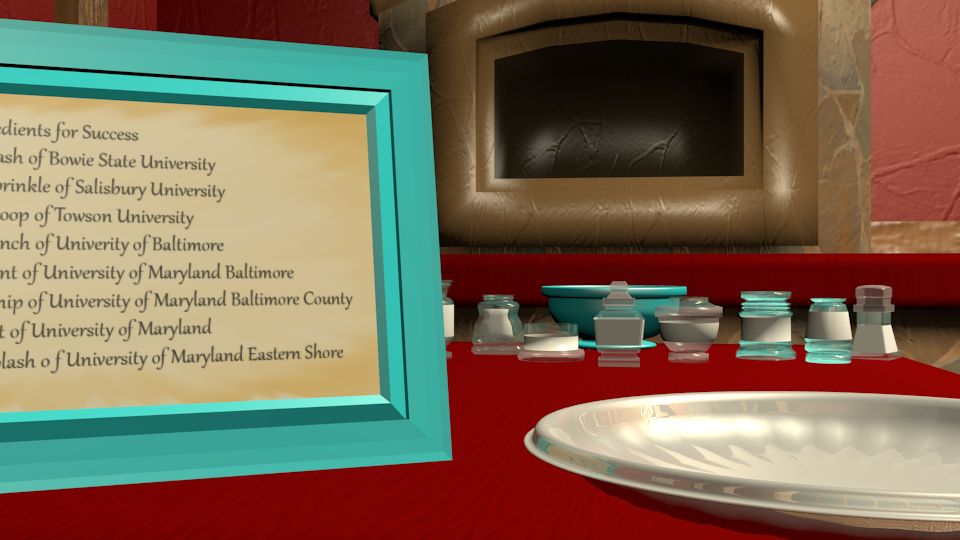 edients for Success
ash of Bowie State University
prinkle of Salisbury University
oop of Towson University
nch of Univerity of Baltimore
nt of University of Maryland Baltimore
hip of University of Maryland Baltimore County
t of University of Maryland
plash o f University of Maryland Eastern Shore